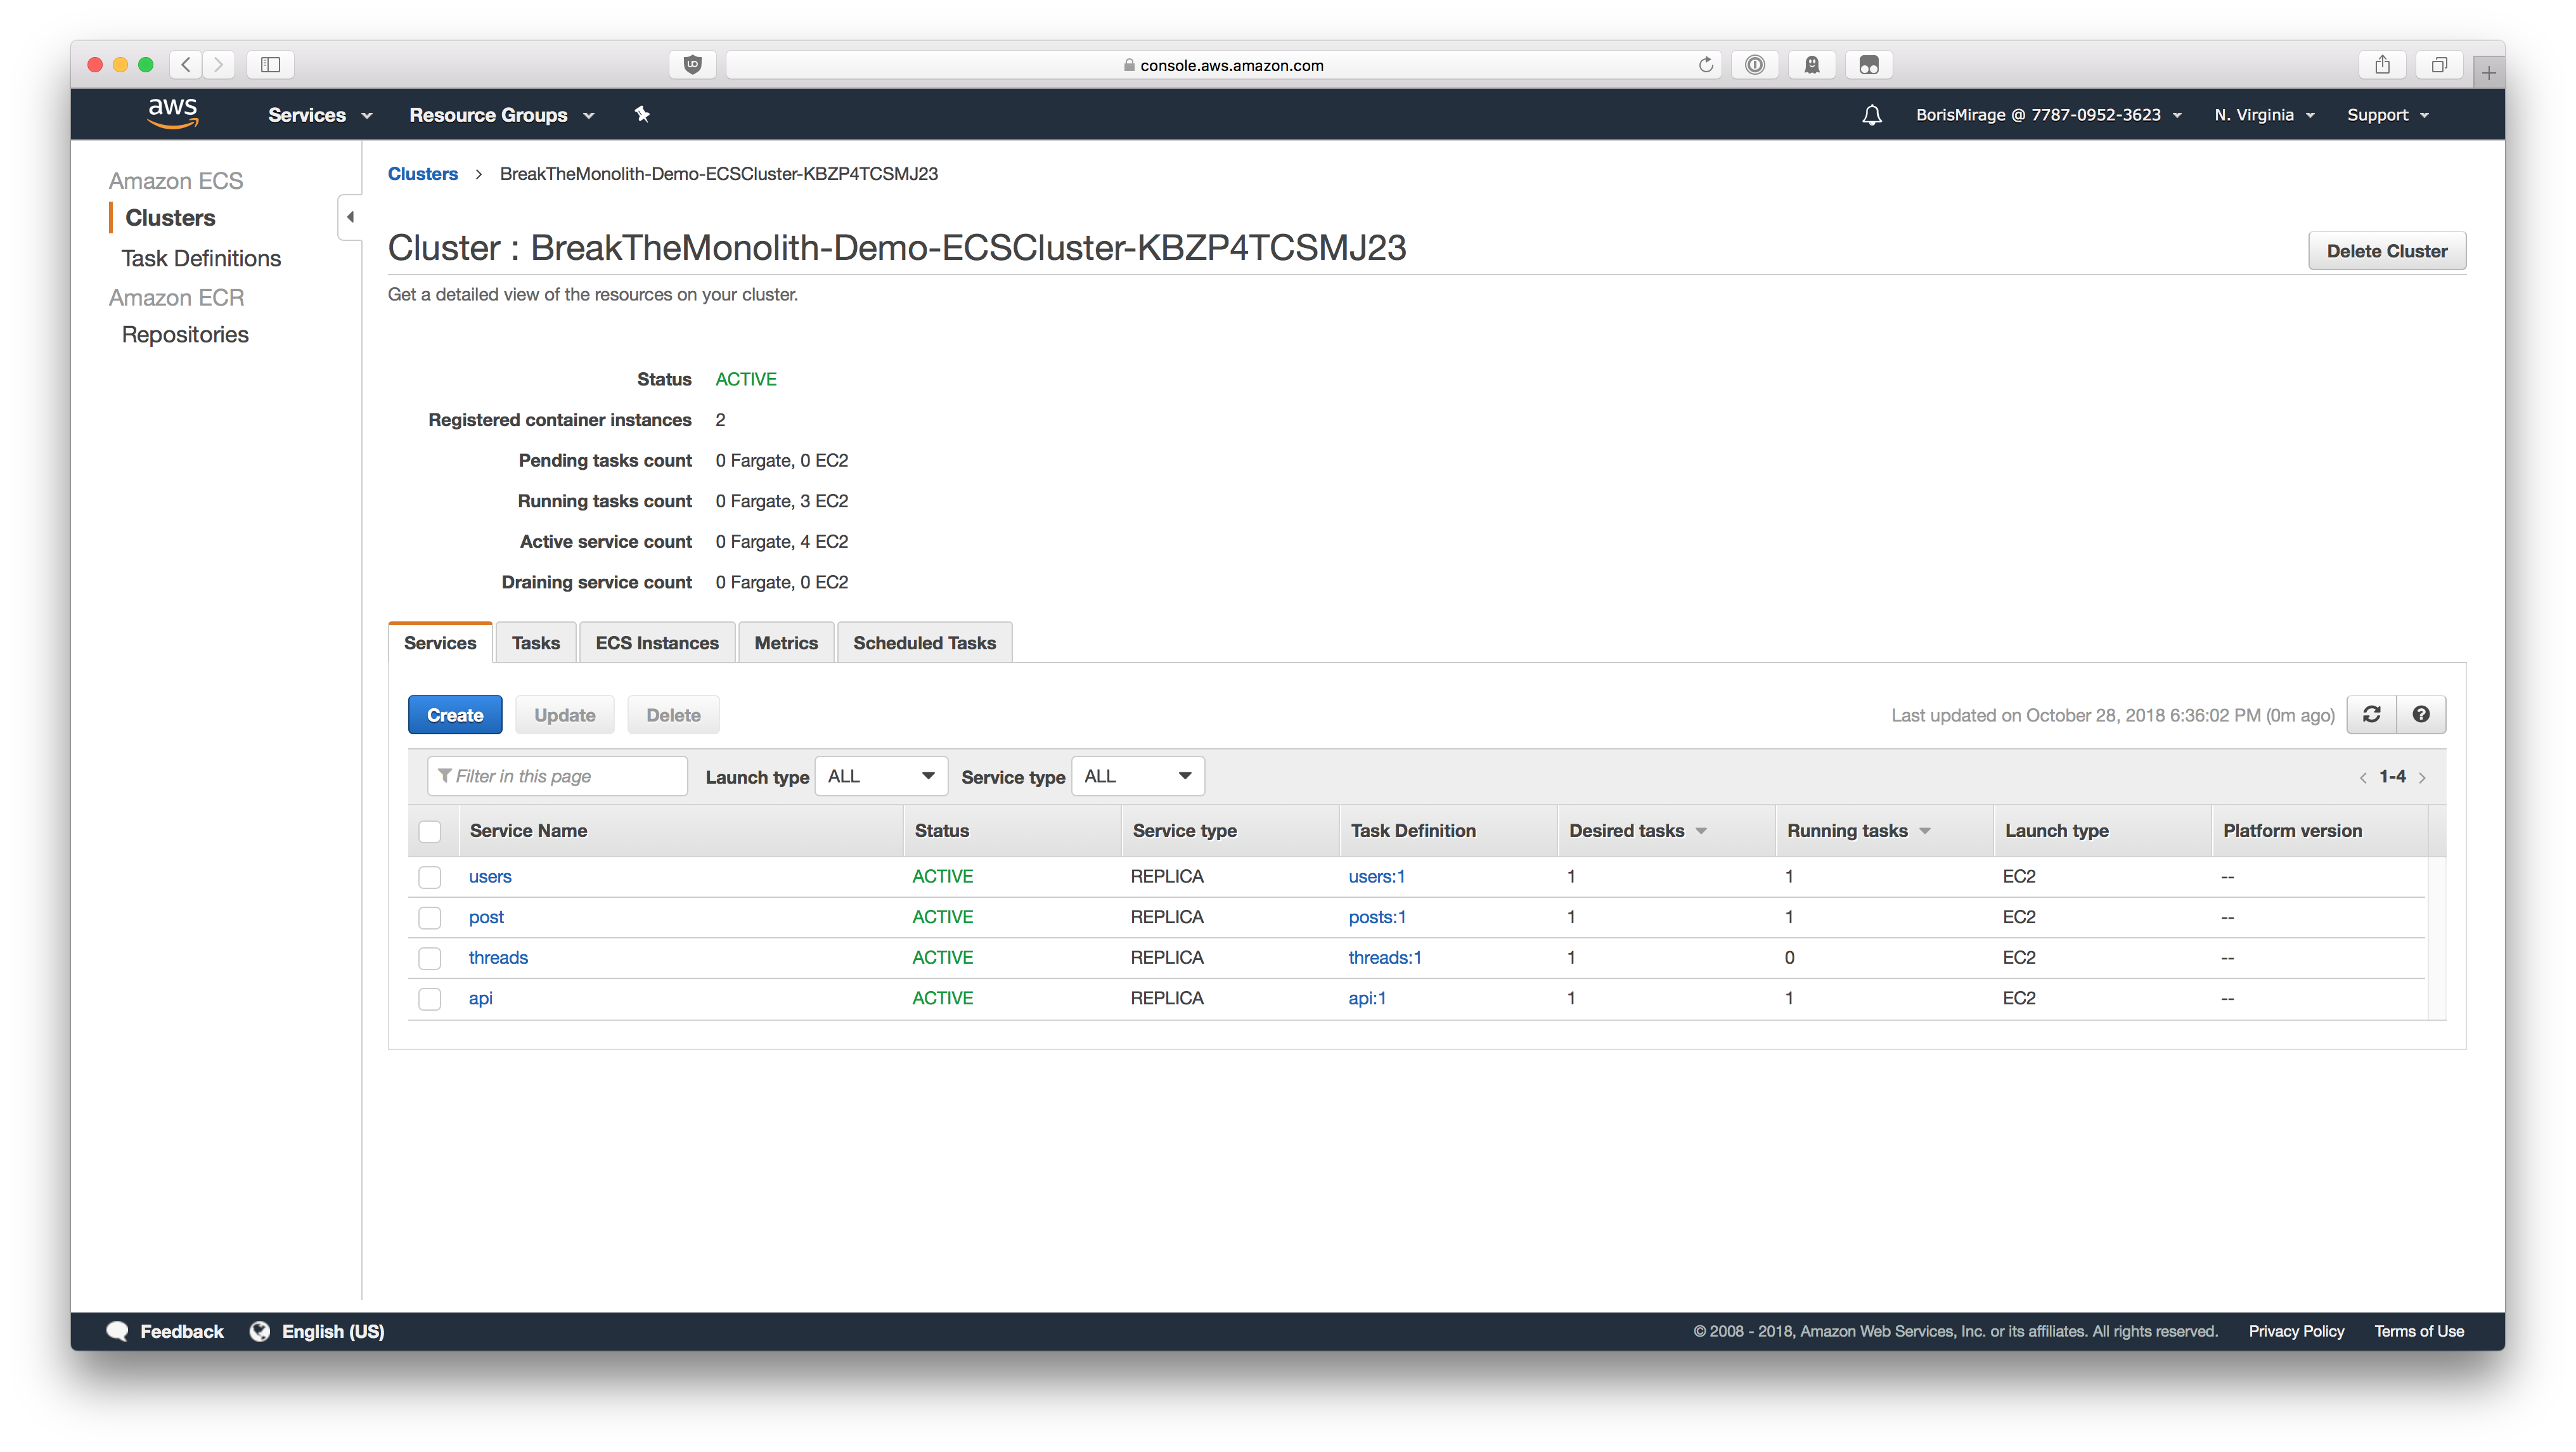 console.aws.amazon.com
aws Services Resource Groups BorisMirage @ 7787-0952-3623 N. Virginia Support
Amazon ECS
Clusters
Task Definitions
Amazon ECR
Repositories
Clusters > BreakTheMonolith-Demo-ECSCluster-KBZP4TCSMJ23
Cluster : BreakTheMonolith-Demo-ECSCluster-KBZP4TCSMJ23 Delete Cluster
Get a detailed view of the resources on your cluster.
Status ACTIVE
Registered container instances 2
Pending tasks count 0 Fargate, 0 EC2
Running tasks count 0 Fargate, 3 EC2
Active service count 0 Fargate, 4 EC2
Draining service count 0 Fargate, 0 EC2
Services Tasks ECS Instances Metrics Scheduled Tasks
Create Update Delete Last updated on October 28, 2018 6:36:02 PM (0m ago)
Filter in this page Launch type ALL Service type ALL < 1-4 >
Service Name Status Service type Task Definition Desired tasks Running tasks Launch type Platform version
users ACTIVE REPLICA users:1 1 1 EC2 --
post ACTIVE REPLICA posts:1 1 1 EC2 --
threads ACTIVE REPLICA threads:1 1 0 EC2 --
api ACTIVE REPLICA api:1 1 1 EC2 --
Feedback English (US) © 2008 - 2018, Amazon Web Services, Inc. or its affiliates. All rights reserved. Privacy Policy Terms of Use